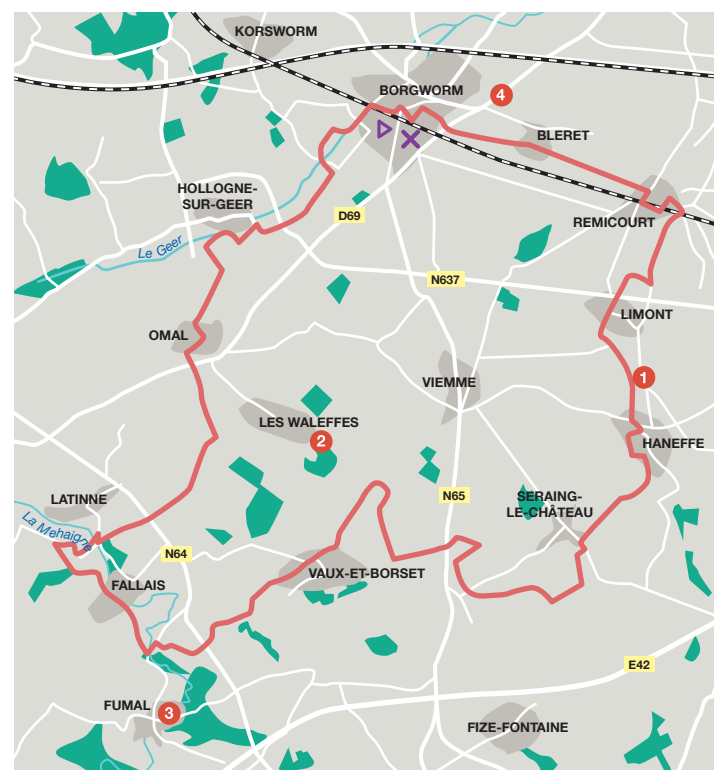 KORSWORM
BORGWORM
4
BLERET
HOLLOGNE-
SUR-GEER
D69
REMICOURT
Le Geer
N637
LIMONT
OMAL
1
VIEMME
LES WALEFFES
2
HANEFFE
LATINNE
N65
SERAING-
LE-CHÂTEAU
La Mehaigne
N64
FALLAIS
VAUX-ET-BORSET
E42
FUMAL
3
FIZE-FONTAINE